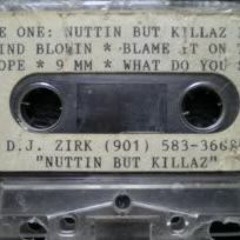 E ONE: NUTTIN BUT KILLAZ
IND BLOWIN * BLAME IT ON
OPE * 9 MM * WHAT DO YOU
D.J. ZIRK (901) 583-3668
"NUTTIN BUT KILLAZ"